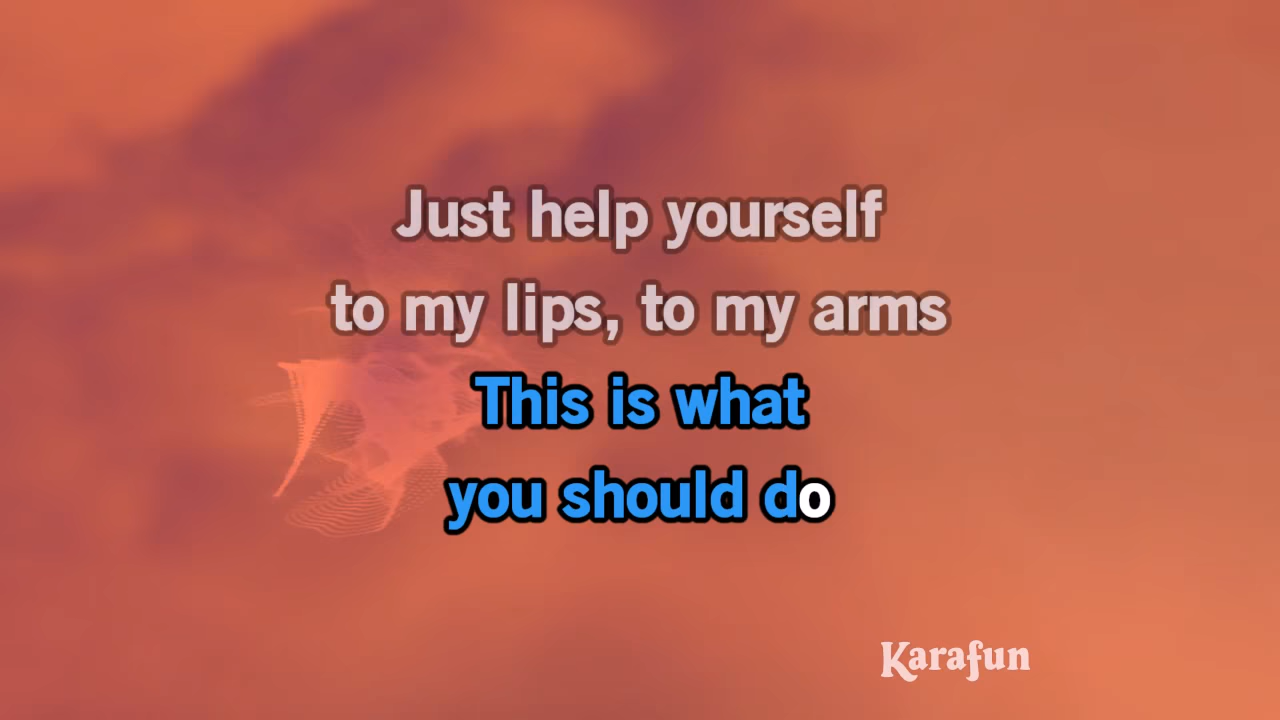 Just help yourself
to my lips, to my arms
This is what
you should do
Karafun